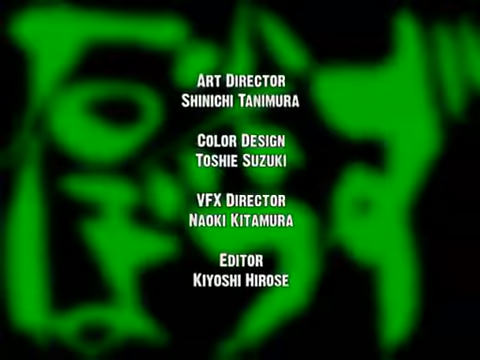 Art Director
Shinichi Tanimura
Color Design
Toshie Suzuki
VFX Director
Naoki Kitamura
Editor
Kiyoshi Hirose